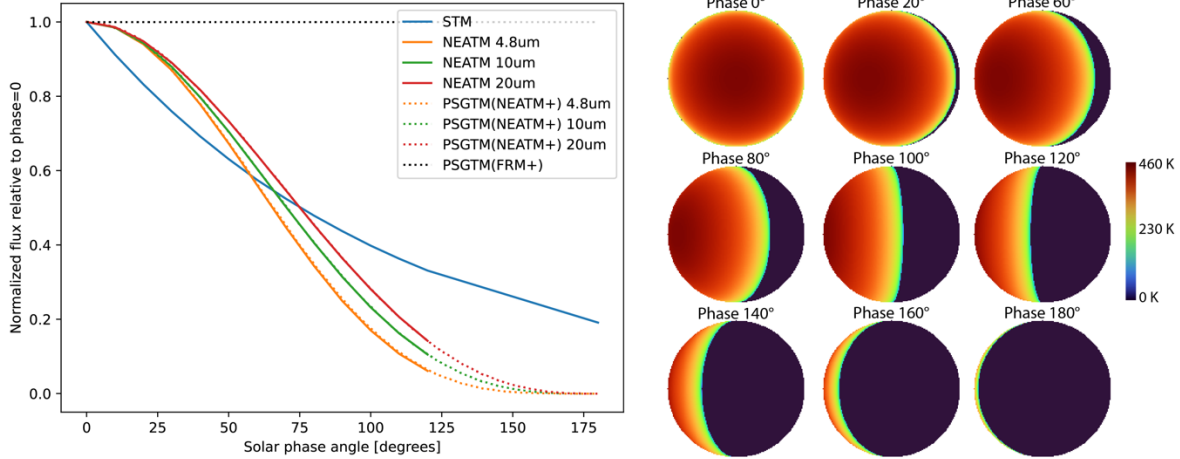 Normalized flux relative to phase=0
1.0
0.8
0.6
0.4
0.2
0.0
0
25
50
75
100
125
150
175
Solar phase angle [degrees]
STM
NEATM 4.8um
NEATM 10um
NEATM 20um
PSGTM(NEATM+) 4.8um
PSGTM(NEATM+) 10um
PSGTM(NEATM+) 20um
PSGTM(FRM+)
Phase 0°
Phase 20°
Phase 60°
Phase 80°
Phase 100°
Phase 120°
Phase 140°
Phase 160°
Phase 180°
460 K
230 K
0 K